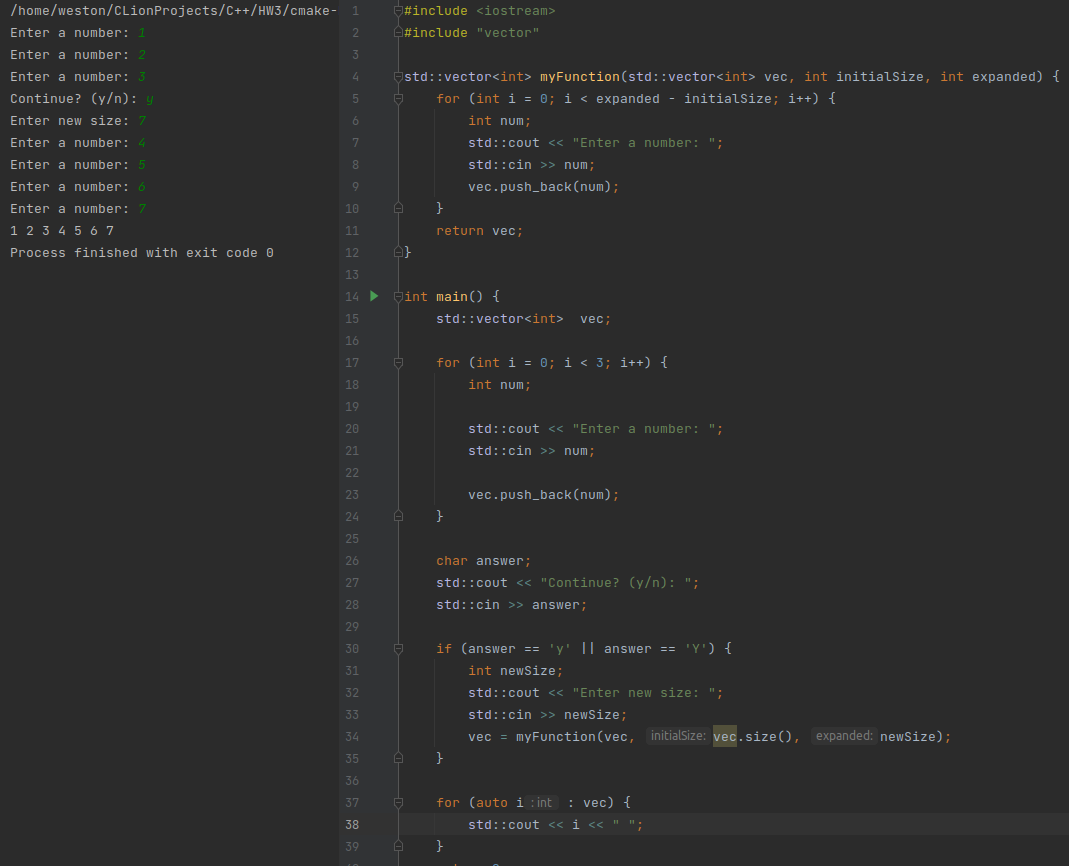 /home/weston/CLionProjects/C++/HW3/cmake-
Enter a number: 1
Enter a number: 2
Enter a number: 3
Continue? (y/n): y
Enter new size: 7
Enter a number: 4
Enter a number: 5
Enter a number: 6
Enter a number: 7
1 2 3 4 5 6 7
Process finished with exit code 0
1 #include <iostream>
2 #include "vector"
3
4 std::vector<int> myFunction(std::vector<int> vec, int initialSize, int expanded) {
5 for (int i = 0; i < expanded - initialSize; i++) {
6 int num;
7 std::cout << "Enter a number: ";
8 std::cin >> num;
9 vec.push_back(num);
10 }
11 return vec;
12 }
13
14 int main() {
15 std::vector<int>  vec;
16
17 for (int i = 0; i < 3; i++) {
18 int num;
19
20 std::cout << "Enter a number: ";
21 std::cin >> num;
22
23 vec.push_back(num);
24 }
25
26 char answer;
27 std::cout << "Continue? (y/n): ";
28 std::cin >> answer;
29
30 if (answer == 'y' || answer == 'Y') {
31 int newSize;
32 std::cout << "Enter new size: ";
33 std::cin >> newSize;
34 vec = myFunction(vec, initialSize: vec.size(), expanded: newSize);
35 }
36
37 for (auto i : int : vec) {
38 std::cout << i << " ";
39 }